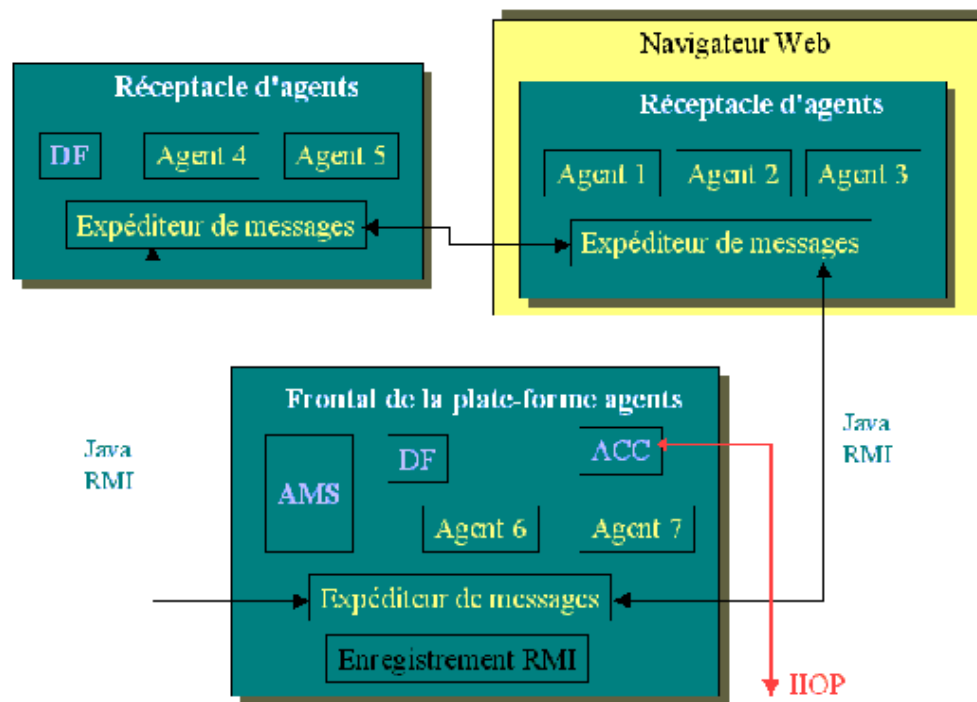 Navigateur Web
Réceptacle d'agents
DF
Agent 4
Agent 5
Expéditeur de messages
Réceptacle d'agents
Agent 1
Agent 2
Agent 3
Expéditeur de messages
Frontal de la plate-forme agents
AMS
DF
ACC
Agent 6
Agent 7
Expéditeur de messages
Enregistrement RMI
Java
RMI
Java
RMI
IIOP